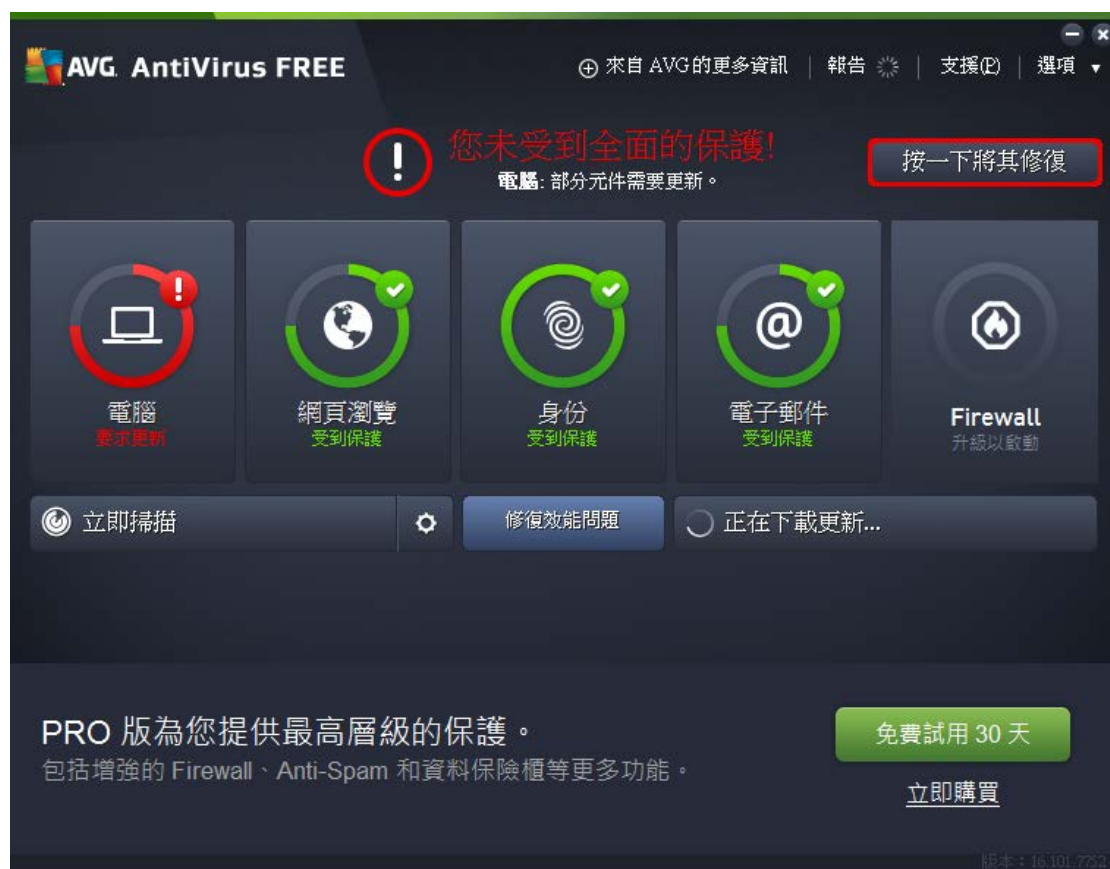 AVG. AntiVirus FREE
來自 AVG的更多資訊 | 報告 | 支援(P) | 選項
您未受到全面的保護!
電腦: 部分元件需要更新。
按一下將其修復
電腦
要求更新
網頁瀏覽
受到保護
身份
受到保護
@
電子郵件
受到保護
Firewall
升級以啟動
立即掃描
修復效能問題
正在下載更新...
PRO 版為您提供最高層級的保護。
包括增強的 Firewall、Anti-Spam 和資料保險櫃等更多功能。
免費試用 30 天
立即購買
版本：16.101.7752